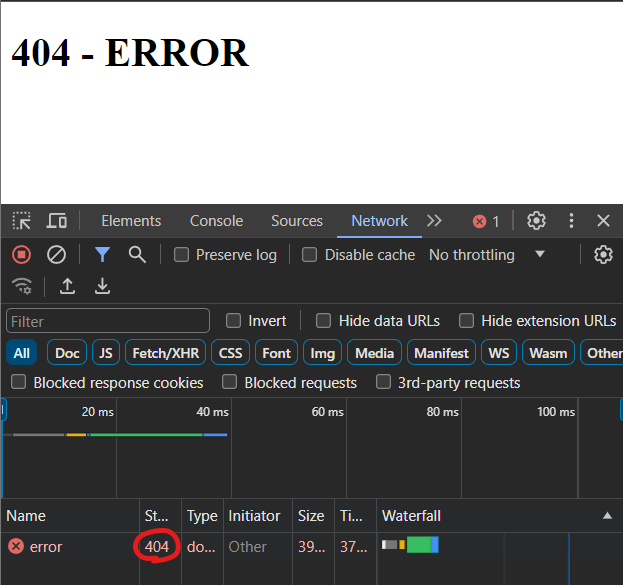 404 - ERROR
Elements Console Sources Network 1
Preserve log Disable cache No throttling
Filter Invert Hide data URLs Hide extension URLs
All Doc JS Fetch/XHR CSS Font Img Media Manifest WS Wasm Other
Blocked response cookies Blocked requests 3rd-party requests
20 ms 40 ms 60 ms 80 ms 100 ms
Name St... Type Initiator Size Ti... Waterfall
error 404 do... Other 39... 37...